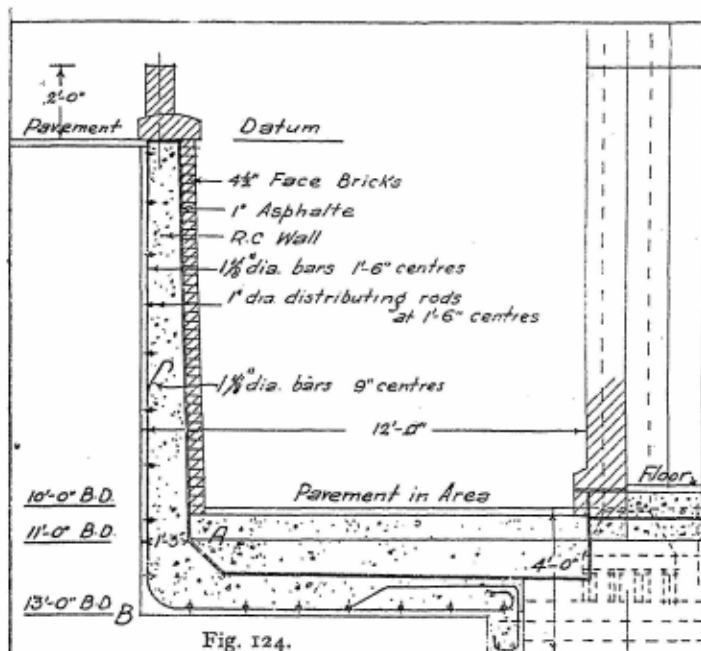 2'-0"
Pavement
Datum
4½" Face Bricks
1" Asphalte
R.C Wall
1⅛" dia. bars 1'-6" centres
1" dia distributing rods
at 1'-6" centres
1⅛" dia. bars 9" centres
12'-0"
Floor
Pavement in Area
10'-0" B.D.
11'-0" B.D.
1'-3"
A
4'-0"
13'-0" B.D.
B
Fig. 124.